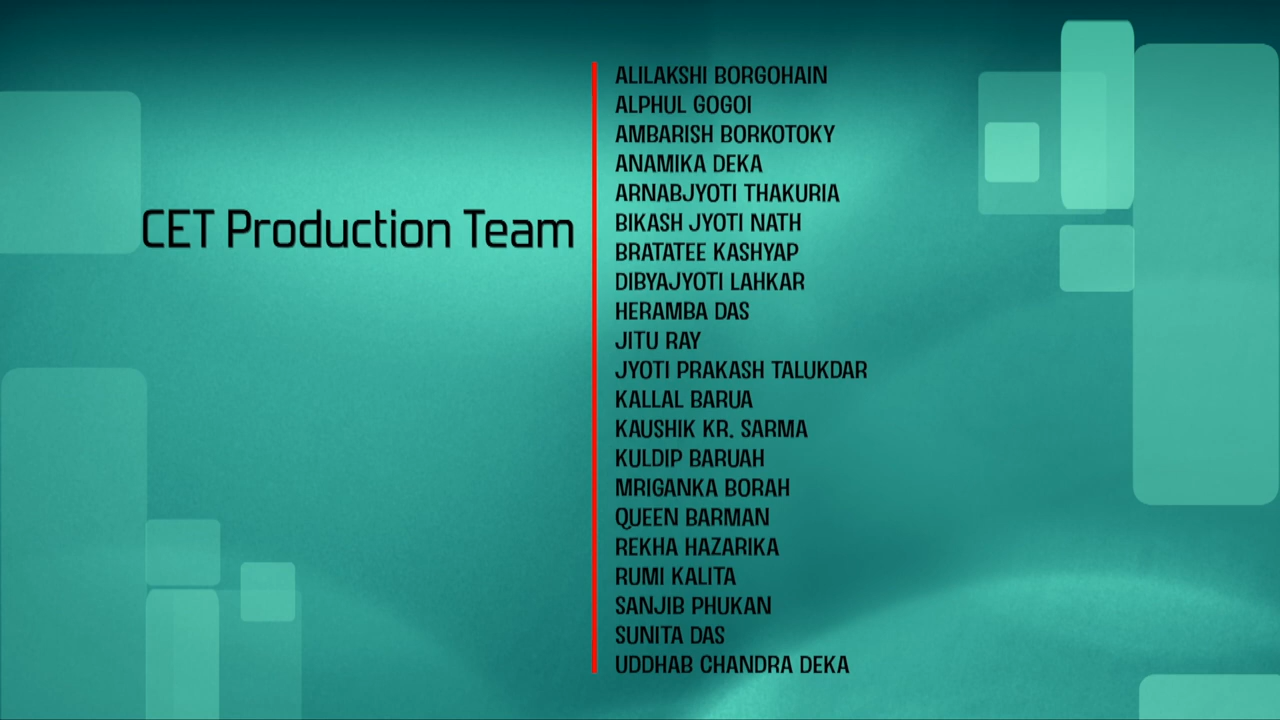 CET Production Team
ALILAKSHI BORGOHAIN
ALPHUL GOGOI
AMBARISH BORKOTOKY
ANAMIKA DEKA
ARNABJYOTI THAKURIA
BIKASH JYOTI NATH
BRATATEE KASHYAP
DIBYAJYOTI LAHKAR
HERAMBA DAS
JITU RAY
JYOTI PRAKASH TALUKDAR
KALLAL BARUA
KAUSHIK KR. SARMA
KULDIP BARUAH
MRIGANKA BORAH
QUEEN BARMAN
REKHA HAZARIKA
RUMI KALITA
SANJIB PHUKAN
SUNITA DAS
UDDHAB CHANDRA DEKA